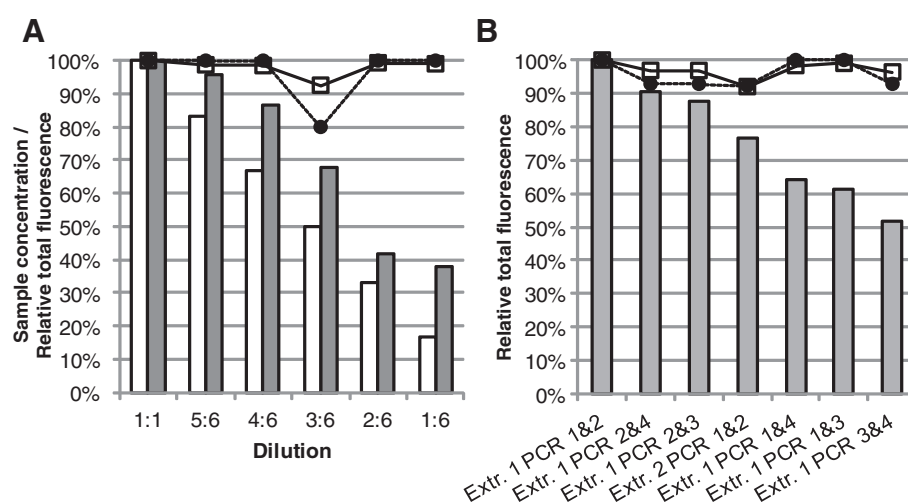 A
Sample concentration /
Relative total fluorescence
100%
90%
80%
70%
60%
50%
40%
30%
20%
10%
0%
1:1 5:6 4:6 3:6 2:6 1:6
Dilution
B
Relative total fluorescence
100%
90%
80%
70%
60%
50%
40%
30%
20%
10%
0%
Extr. 1 PCR 1&2
Extr. 1 PCR 2&4
Extr. 1 PCR 2&3
Extr. 2 PCR 1&2
Extr. 1 PCR 1&4
Extr. 1 PCR 1&3
Extr. 1 PCR 3&4